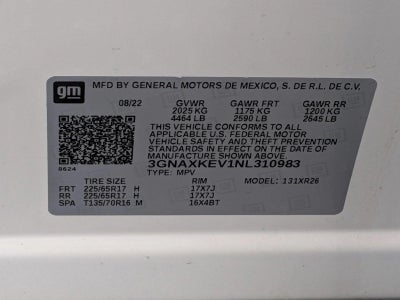 gm
MFD BY GENERAL MOTORS DE MEXICO, S. DE R.L. DE C.V.
08/22 GVWR GAWR FRT GAWR RR
2025 KG 1175 KG 1200 KG
4464 LB 2590 LB 2645 LB
THIS VEHICLE CONFORMS TO ALL
APPLICABLE U.S. FEDERAL MOTOR
VEHICLE SAFETY AND THEFT PREVENTION
STANDARDS IN EFFECT ON THE DATE OF
MANUFACTURE SHOWN ABOVE.
8624 3GNAXKEV1NL310983
TYPE: MPV
TIRE SIZE SPEED RTG RIM MODEL: 131XR26
FRT 225/65R17 H 17X7J
RR 225/65R17 H 17X7J
SPA T135/70R16 M 16X4BT